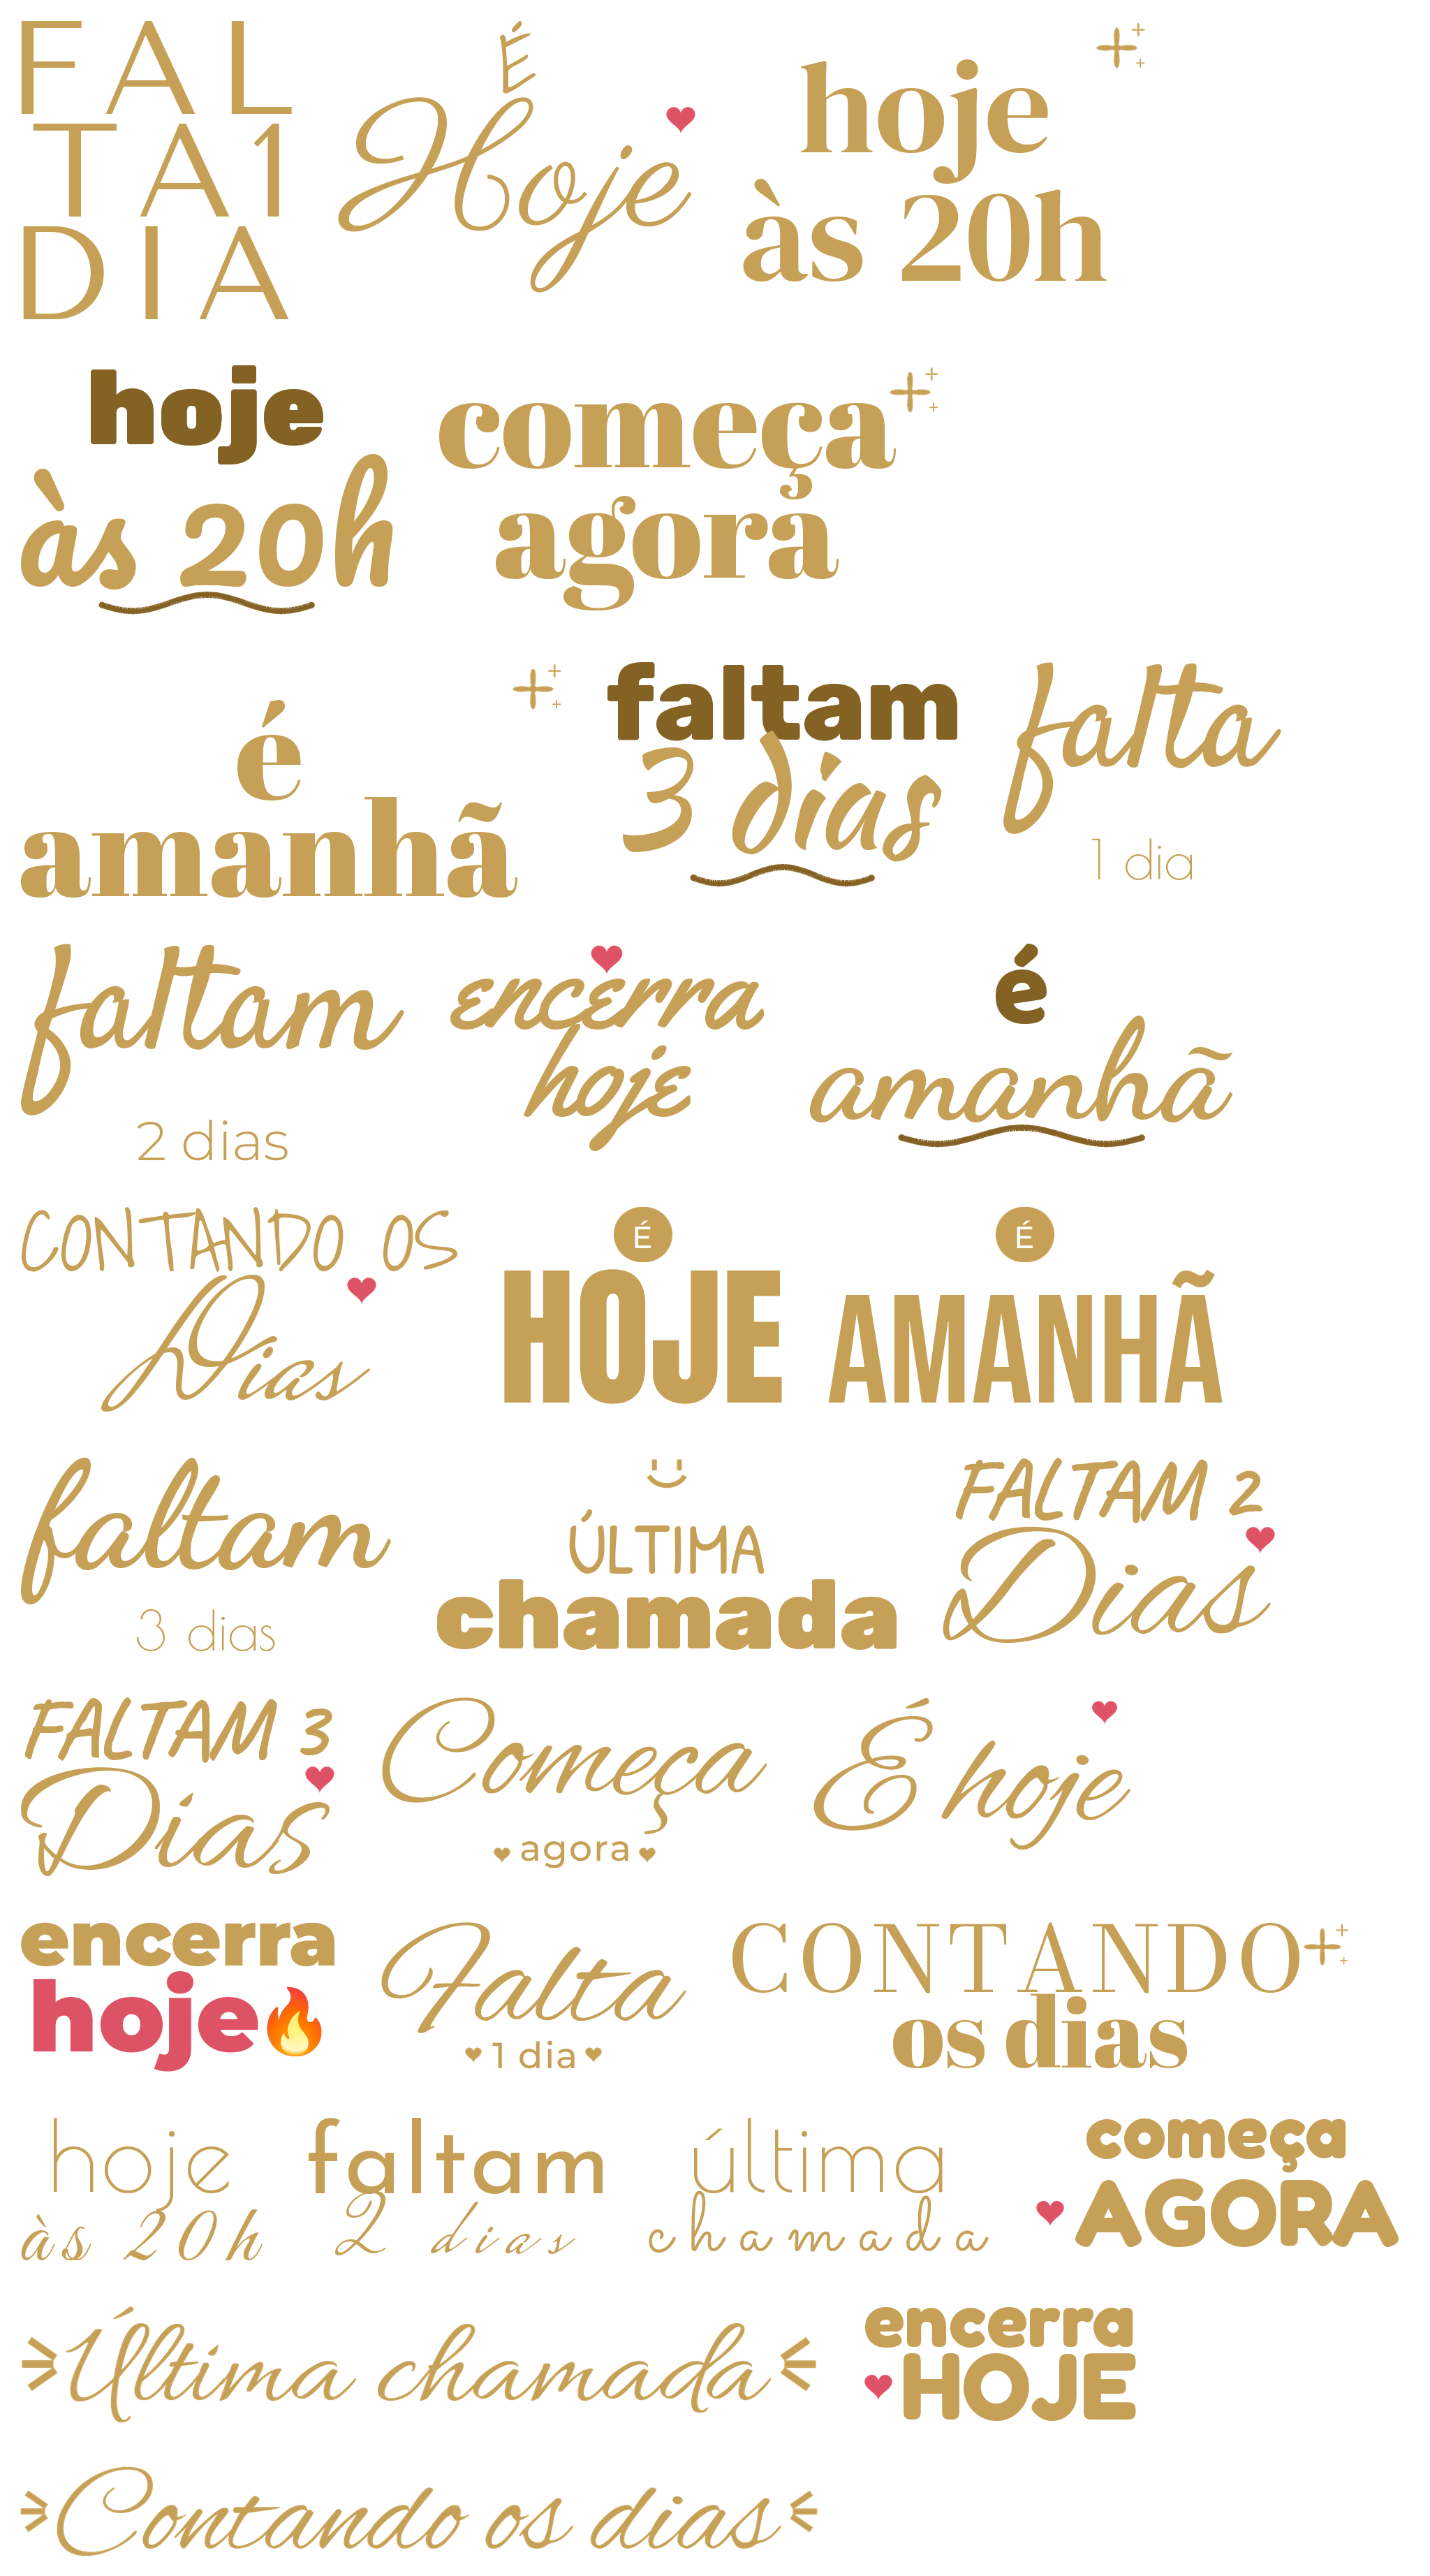 FAL
TA1
DIA
É
Hoje
hoje
às 20h
hoje
às 20h
começa
agora
é
amanhã
faltam
3 dias
falta
1 dia
faltam
2 dias
encerra
hoje
é
amanhã
CONTANDO OS
Dias
É
HOJE
É
AMANHÃ
faltam
3 dias
ÚLTIMA
chamada
FALTAM 2
Dias
FALTAM 3
Dias
Começa
agora
É hoje
encerra
hoje🔥
Falta
1 dia
CONTANDO
os dias
hoje
às 20h
faltam
2 dias
última
chamada
começa
AGORA
Última chamada
encerra
HOJE
Contando os dias